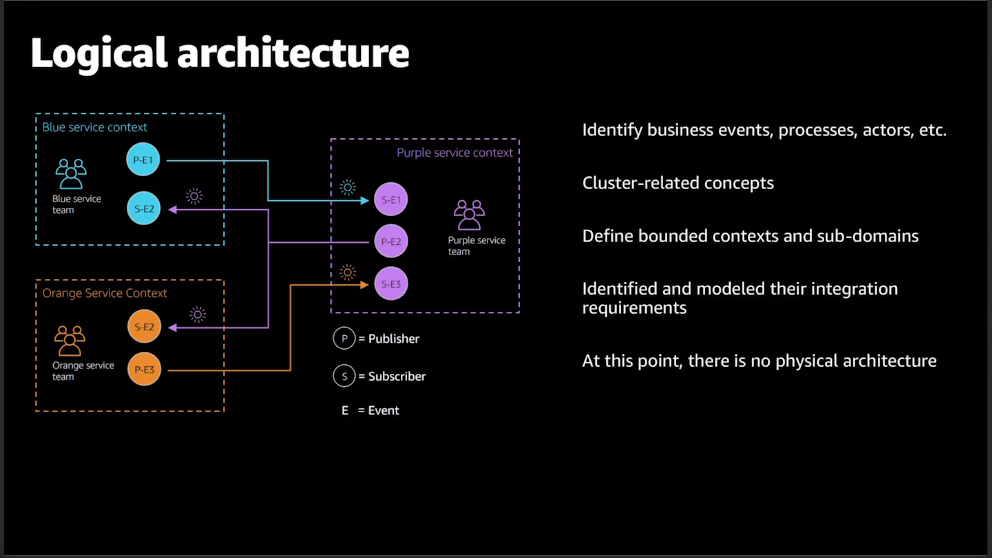 Logical architecture
Blue service context
P-E1
Blue service
team
S-E2
Purple service context
S-E1
P-E2
Purple service
team
S-E3
Orange Service Context
S-E2
Orange service
team
P-E3
P = Publisher
S = Subscriber
E = Event
Identify business events, processes, actors, etc.
Cluster-related concepts
Define bounded contexts and sub-domains
Identified and modeled their integration
requirements
At this point, there is no physical architecture